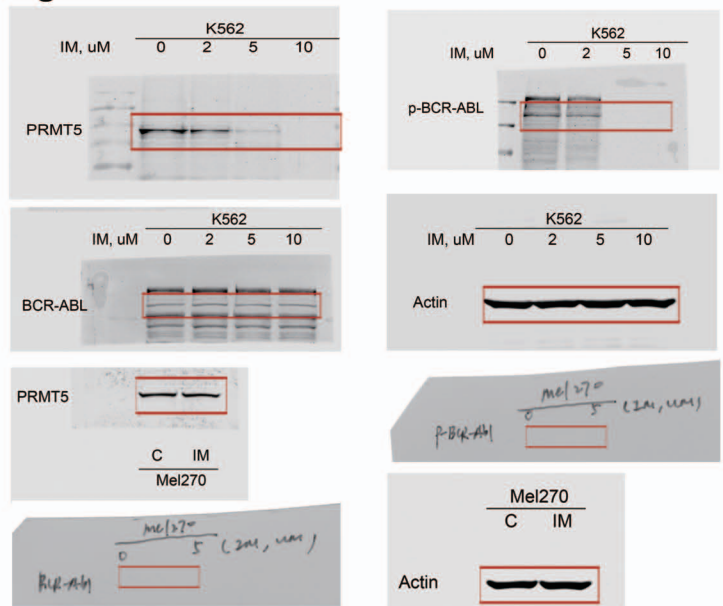 K562
IM, uM 0 2 5 10
PRMT5
K562
IM, uM 0 2 5 10
p-BCR-ABL
K562
IM, uM 0 2 5 10
BCR-ABL
K562
IM, uM 0 2 5 10
Actin
PRMT5
C IM
Mel270
mel270
0 5
p-BCR-Abl
mel270
0 5
BCR-Abl
Mel270
C IM
Actin